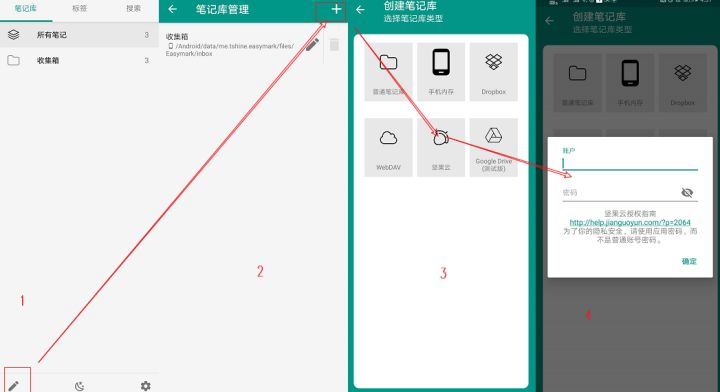 笔记库
标签
搜索
所有笔记
3
收集箱
3
1
笔记库管理
收集箱
/Android/data/me.tshine.easymark/files/
Easymark/inbox
2
创建笔记库
选择笔记库类型
普通笔记库
手机内存
Dropbox
WebDAV
坚果云
Google Drive
(测试版)
3
创建笔记库
选择笔记库类型
普通笔记库
手机内存
Dropbox
账户
密码
坚果云授权指南
http://help.jianguoyun.com/?p=2064
为了你的隐私安全，请使用应用密码，而
不是普通账号密码。
确定
4